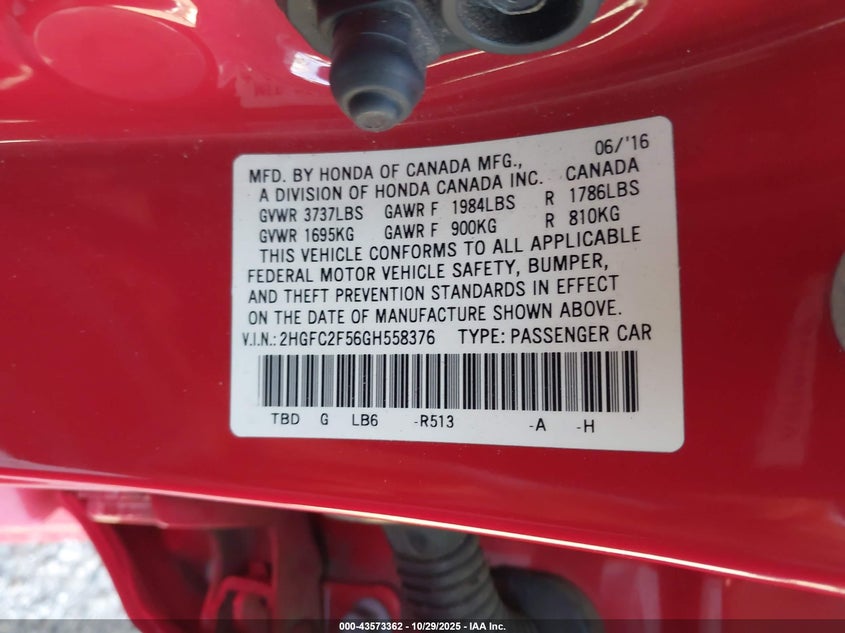 06/'16
MFD. BY HONDA OF CANADA MFG.,
A DIVISION OF HONDA CANADA INC. CANADA
GVWR 3737LBS GAWR F 1984LBS R 1786LBS
GVWR 1695KG GAWR F 900KG R 810KG
THIS VEHICLE CONFORMS TO ALL APPLICABLE
FEDERAL MOTOR VEHICLE SAFETY, BUMPER,
AND THEFT PREVENTION STANDARDS IN EFFECT
ON THE DATE OF MANUFACTURE SHOWN ABOVE.
V.I.N.: 2HGFC2F56GH558376 TYPE: PASSENGER CAR
TBD G LB6 -R513 -A -H
000-43573362 | 10/29/2025 - IAA Inc.